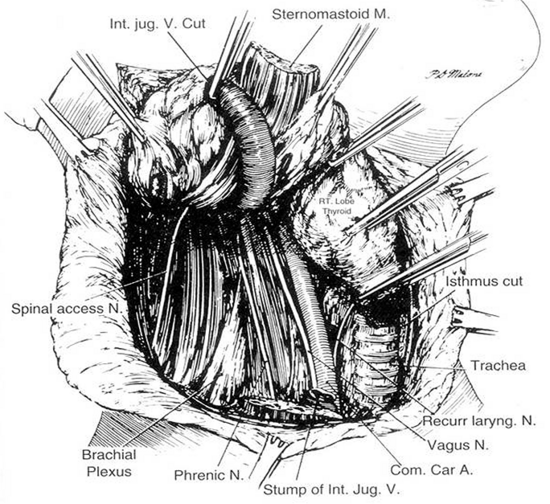 Sternomastoid M.
Int. jug. V. Cut
P.D. Malone
RT. Lobe
Thyroid
Isthmus cut
Spinal access N.
Trachea
Recurr laryng. N.
Vagus N.
Brachial
Plexus
Com. Car A.
Phrenic N.
Stump of Int. Jug. V.